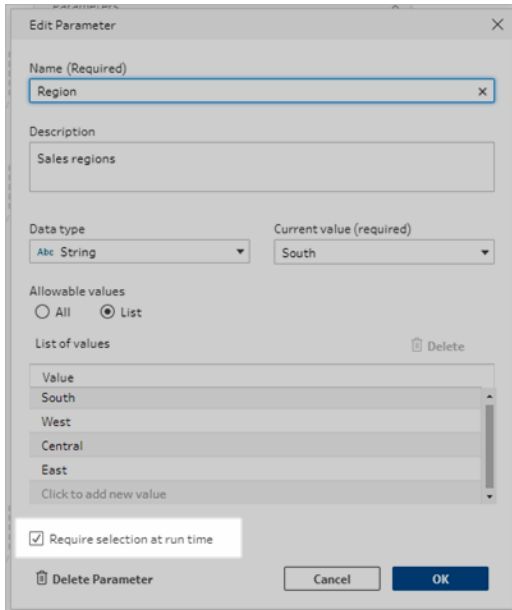 Parameters
Edit Parameter
Name (Required)
Region
Description
Sales regions
Data type
Current value (required)
Abc String
South
Allowable values
All
List
List of values
Delete
Value
South
West
Central
East
Click to add new value
Require selection at run time
Delete Parameter
Cancel
OK